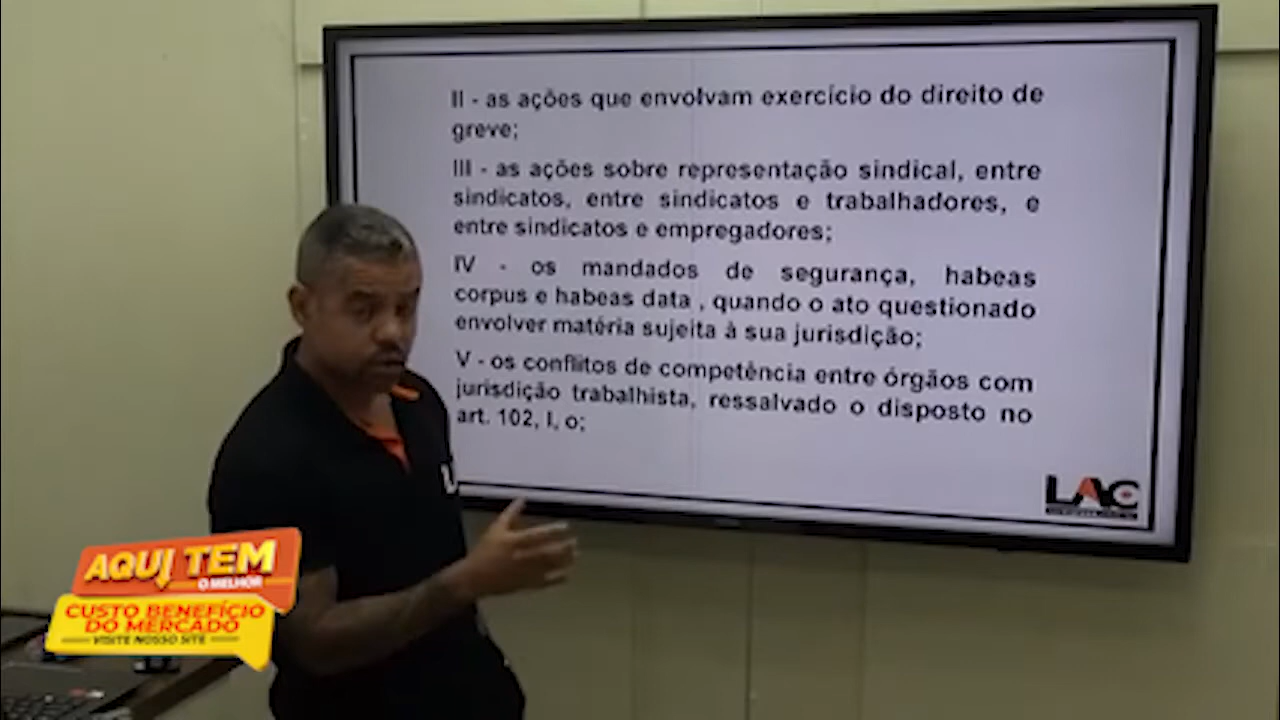 II - as ações que envolvam exercício do direito de
greve;
III - as ações sobre representação sindical, entre
sindicatos, entre sindicatos e trabalhadores, e
entre sindicatos e empregadores;
IV - os mandados de segurança, habeas
corpus e habeas data , quando o ato questionado
envolver matéria sujeita à sua jurisdição;
V - os conflitos de competência entre órgãos com
jurisdição trabalhista, ressalvado o disposto no
art. 102, I, o;
LAC
AQUI TEM
O MELHOR
CUSTO BENEFÍCIO
DO MERCADO
VISITE NOSSO SITE